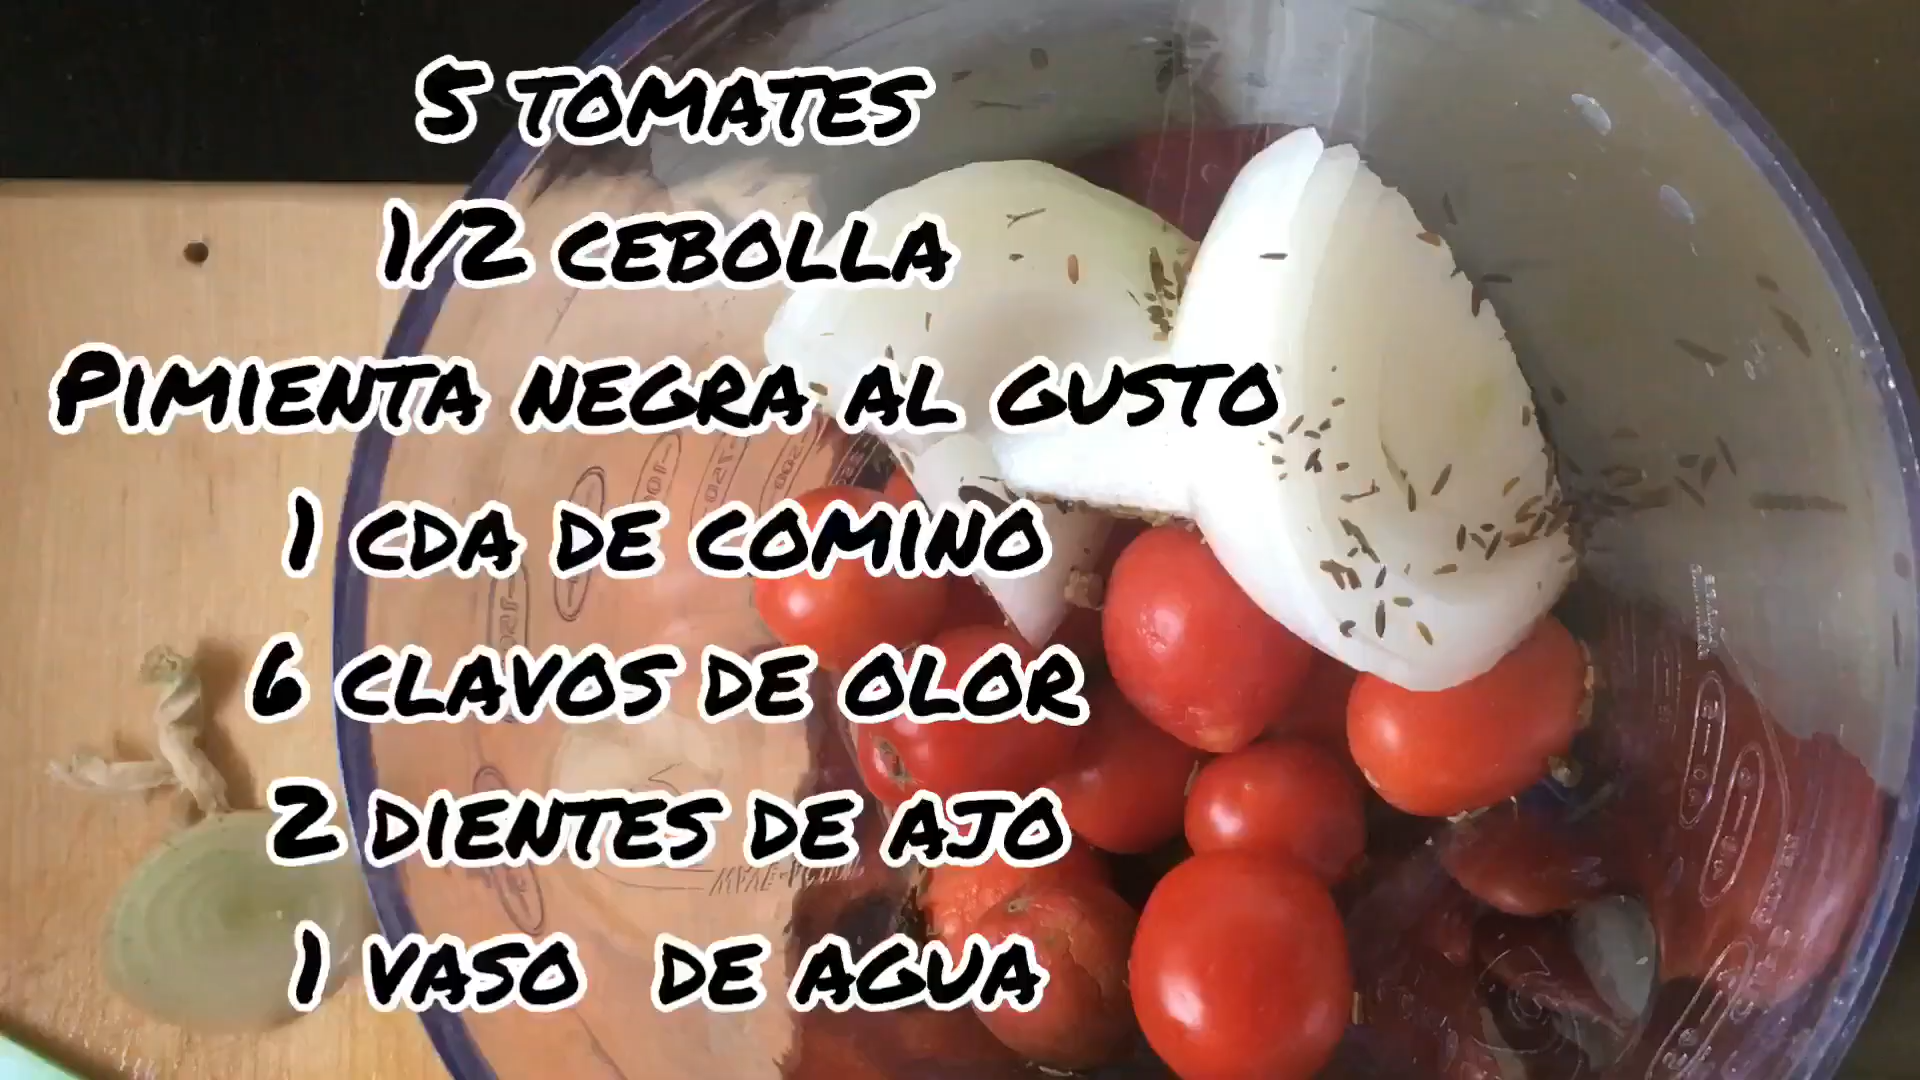 5 TOMATES
1/2 CEBOLLA
PIMIENTA NEGRA AL GUSTO
1 CDA DE COMINO
6 CLAVOS DE OLOR
2 DIENTES DE AJO
1 VASO DE AGUA